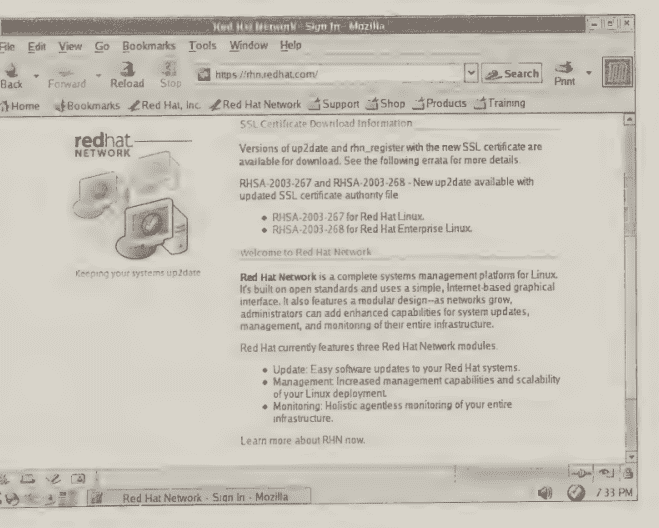 Red Hat Network - Sign In - Mozilla
File Edit View Go Bookmarks Tools Window Help
Back Forward Reload Stop https://rhn.redhat.com/ Search Print
Home Bookmarks Red Hat, Inc. Red Hat Network Support Shop Products Training
redhat
NETWORK
Keeping your systems up2date
SSL Certificate Download Information
Versions of up2date and rhn_register with the new SSL certificate are
available for download. See the following errata for more details
RHSA-2003-267 and RHSA-2003-268 - New up2date available with
updated SSL certificate authority file
RHSA-2003-267 for Red Hat Linux.
RHSA-2003-268 for Red Hat Enterprise Linux.
Welcome to Red Hat Network
Red Hat Network is a complete systems management platform for Linux.
It's built on open standards and uses a simple, Internet-based graphical
interface. It also features a modular design--as networks grow,
administrators can add enhanced capabilities for system updates,
management, and monitoring of their entire infrastructure.
Red Hat currently features three Red Hat Network modules.
Update: Easy software updates to your Red Hat systems.
Management: Increased management capabilities and scalability
of your Linux deployment.
Monitoring: Holistic agentless monitoring of your entire
infrastructure.
Learn more about RHN now.
Red Hat Network - Sign In - Mozilla
7 33 PM